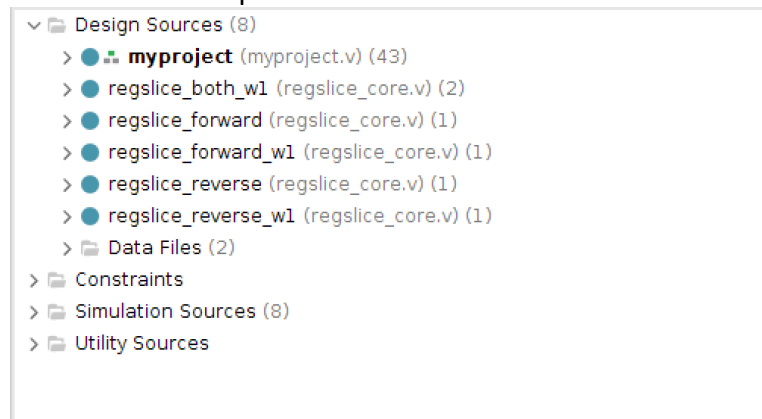 Design Sources (8)
myproject (myproject.v) (43)
regslice_both_w1 (regslice_core.v) (2)
regslice_forward (regslice_core.v) (1)
regslice_forward_w1 (regslice_core.v) (1)
regslice_reverse (regslice_core.v) (1)
regslice_reverse_w1 (regslice_core.v) (1)
Data Files (2)
Constraints
Simulation Sources (8)
Utility Sources